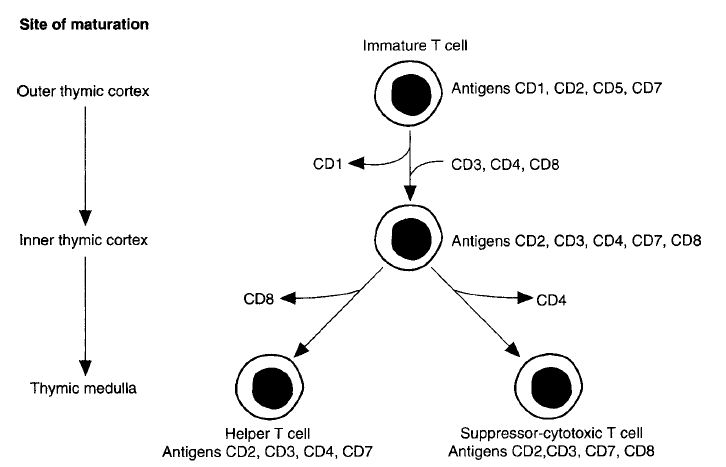 Site of maturation
Immature T cell
Outer thymic cortex
Antigens CD1, CD2, CD5, CD7
CD1
CD3, CD4, CD8
Inner thymic cortex
Antigens CD2, CD3, CD4, CD7, CD8
CD8
CD4
Thymic medulla
Helper T cell
Antigens CD2, CD3, CD4, CD7
Suppressor-cytotoxic T cell
Antigens CD2,CD3, CD7, CD8